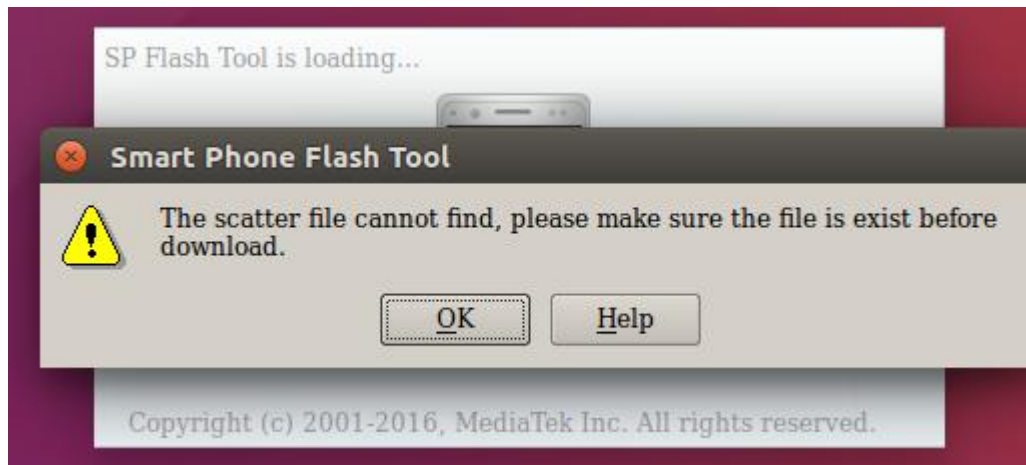 SP Flash Tool is loading...
Smart Phone Flash Tool
The scatter file cannot find, please make sure the file is exist before
download.
OK
Help
Copyright (c) 2001-2016, MediaTek Inc. All rights reserved.